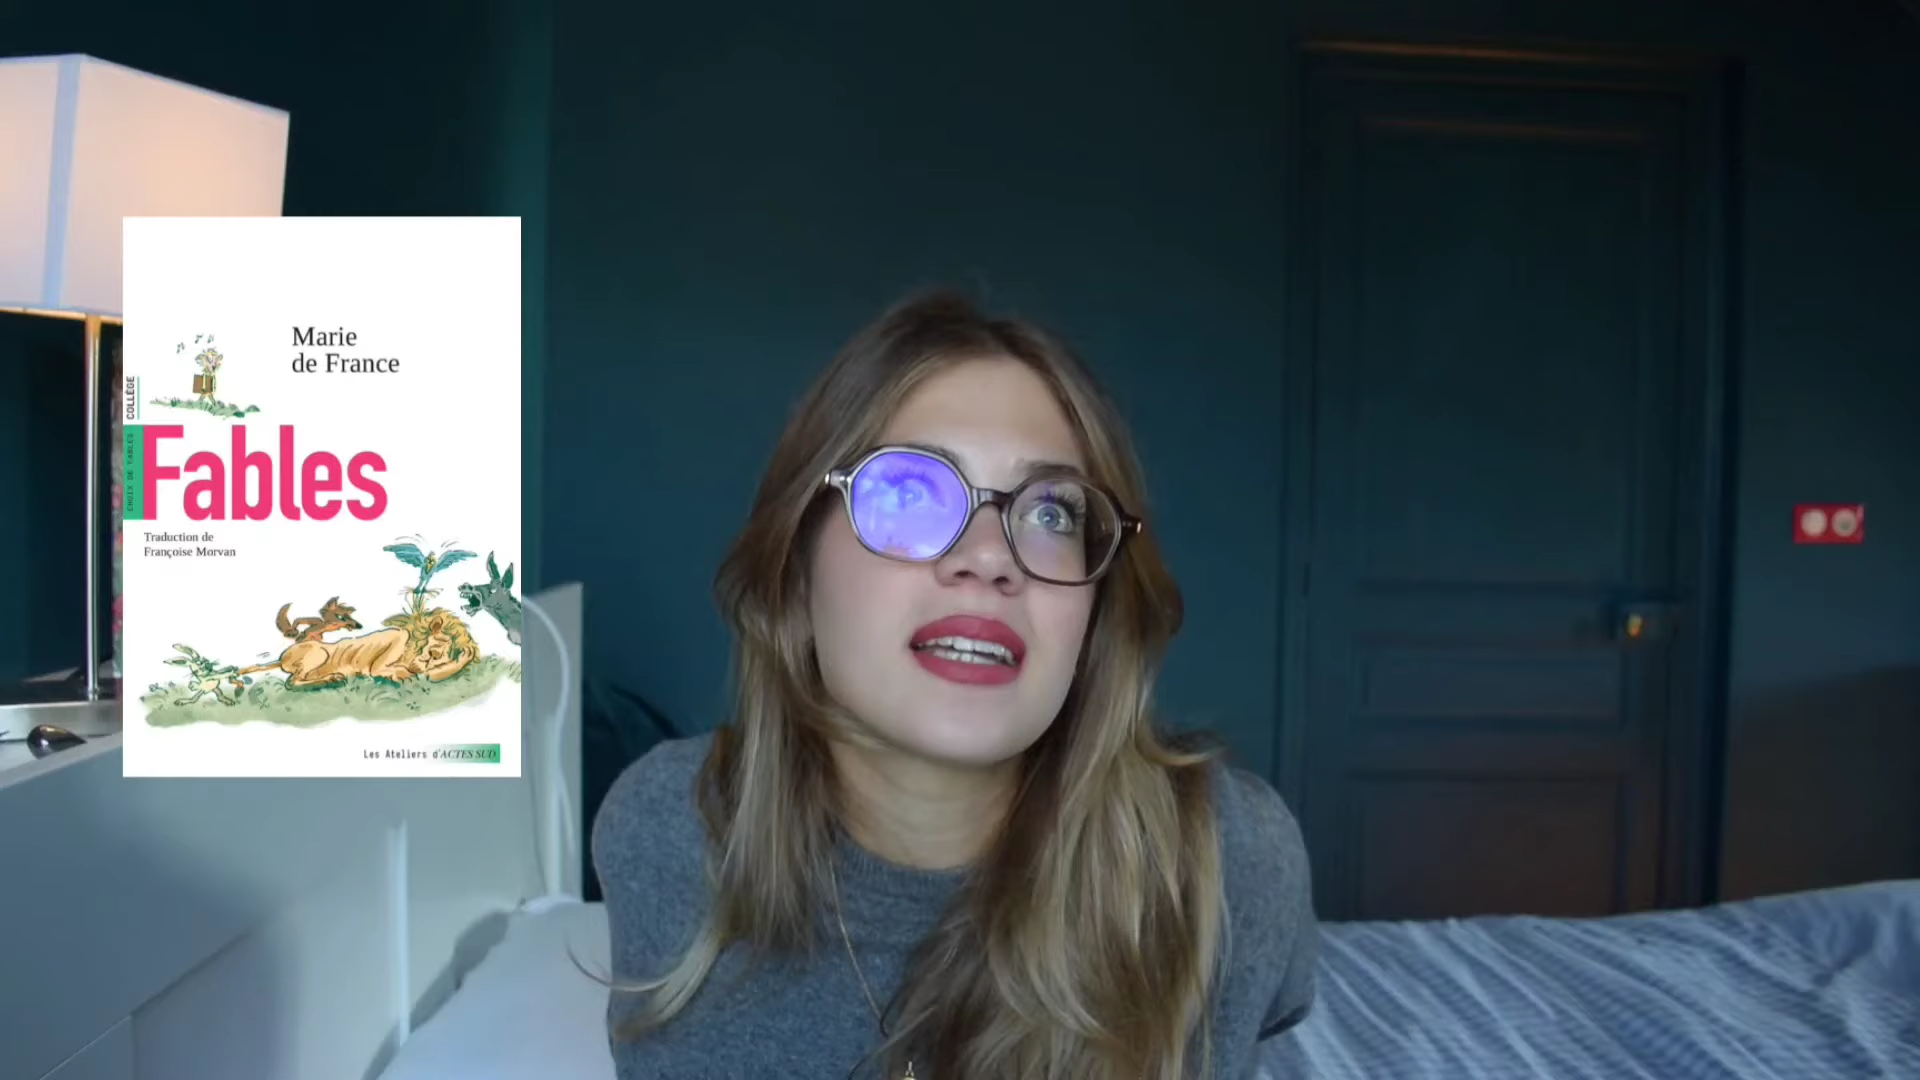 Marie
de France
COLLÈGE
CHOIX DE FABLES
Fables
Traduction de
Françoise Morvan
Les Ateliers d'ACTES SUD